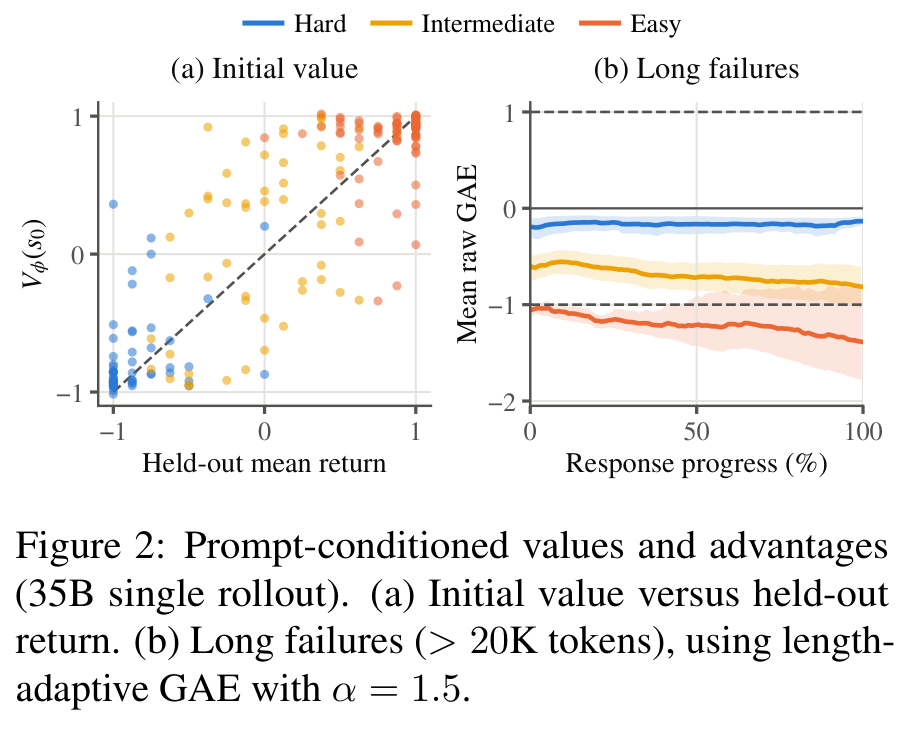 Hard Intermediate Easy
(a) Initial value
(b) Long failures
1
0
−1
V𝜙(s₀)
−1 0 1
Held-out mean return
1
0
−1
−2
Mean raw GAE
0 50 100
Response progress (%)
Figure 2: Prompt-conditioned values and advantages
(35B single rollout). (a) Initial value versus held-out
return. (b) Long failures (> 20K tokens), using length-
adaptive GAE with α = 1.5.